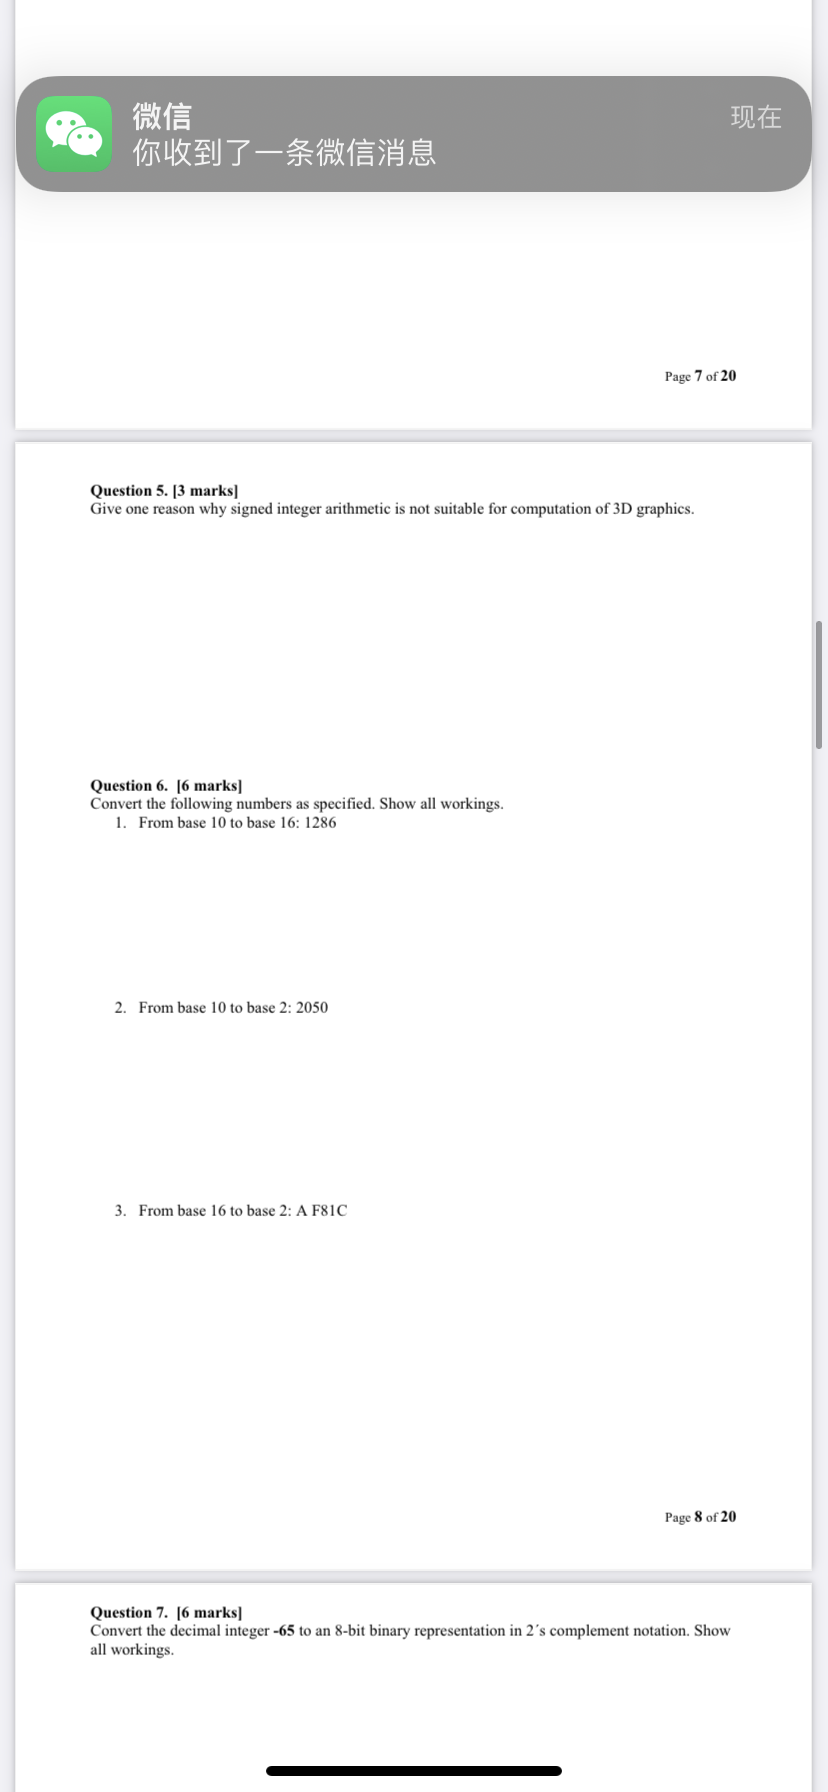 微信
现在
你收到了一条微信消息
Page 7 of 20
Question 5. [3 marks]
Give one reason why signed integer arithmetic is not suitable for computation of 3D graphics.
Question 6. [6 marks]
Convert the following numbers as specified. Show all workings.
1. From base 10 to base 16: 1286
2. From base 10 to base 2: 2050
3. From base 16 to base 2: A F81C
Page 8 of 20
Question 7. [6 marks]
Convert the decimal integer -65 to an 8-bit binary representation in 2´s complement notation. Show
all workings.